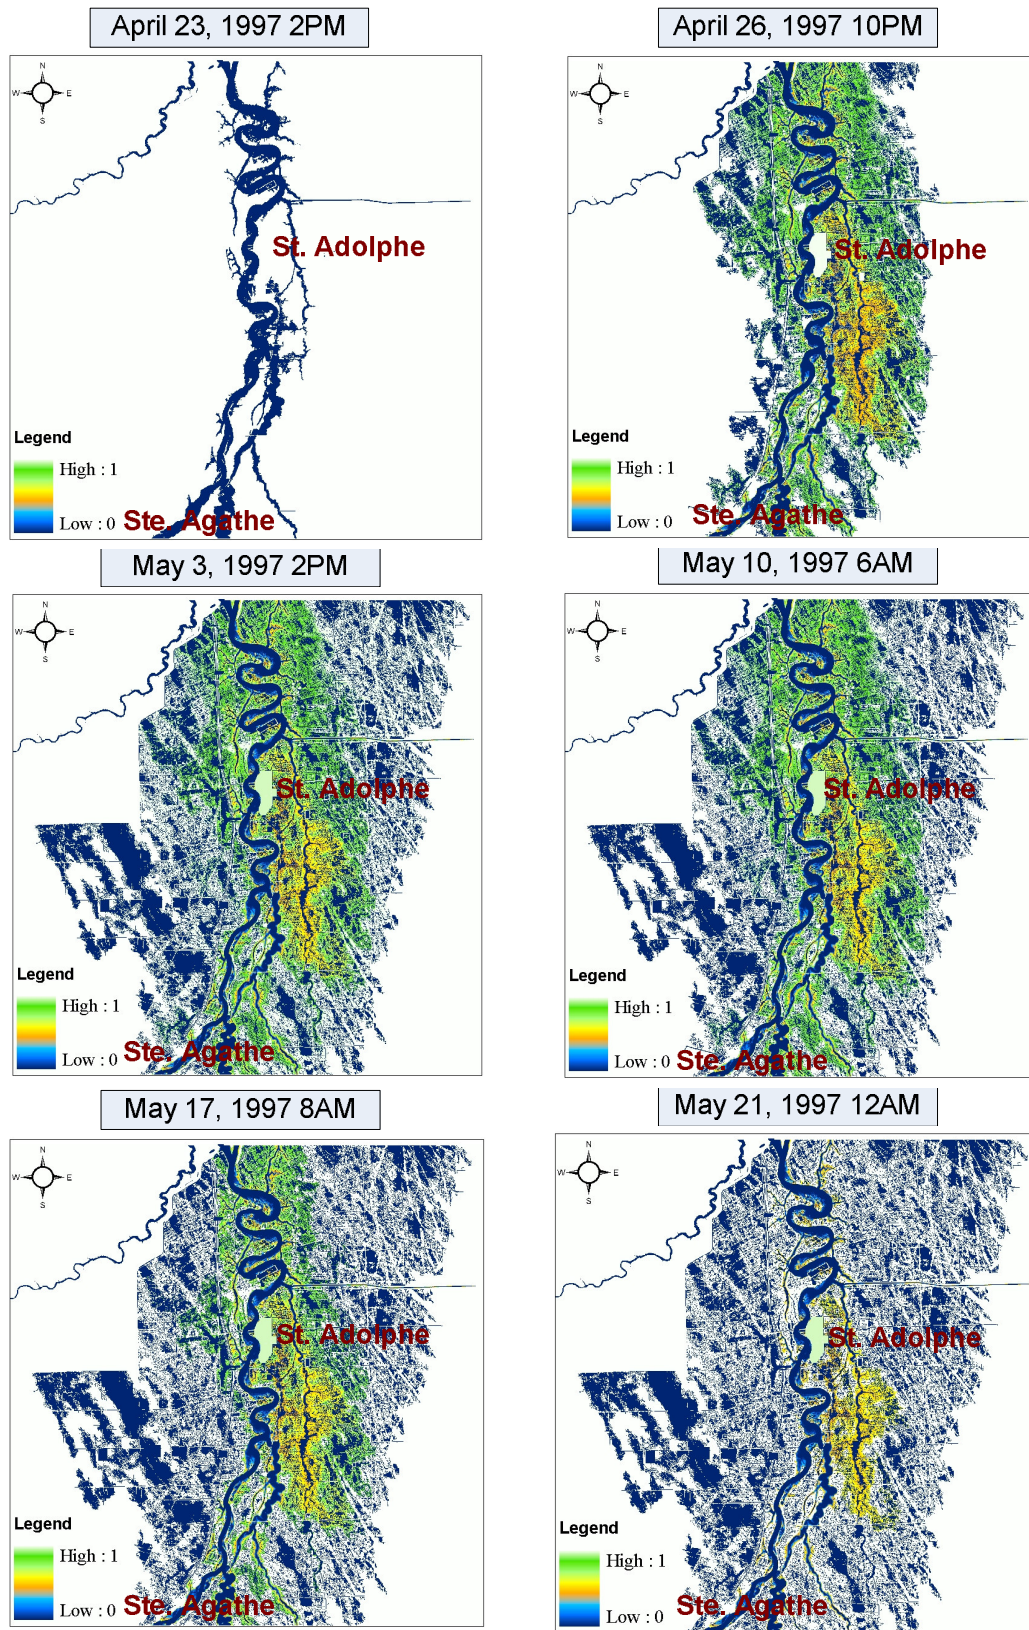 April 23, 1997 2PM
N
W E
S
St. Adolphe
Legend
High : 1
Low : 0
Ste. Agathe
April 26, 1997 10PM
N
W E
S
St. Adolphe
Legend
High : 1
Low : 0
Ste. Agathe
May 3, 1997 2PM
N
W E
S
St. Adolphe
Legend
High : 1
Low : 0
Ste. Agathe
May 10, 1997 6AM
N
W E
S
St. Adolphe
Legend
High : 1
Low : 0
Ste. Agathe
May 17, 1997 8AM
N
W E
S
St. Adolphe
Legend
High : 1
Low : 0
Ste. Agathe
May 21, 1997 12AM
N
W E
S
St. Adolphe
Legend
High : 1
Low : 0
Ste. Agathe